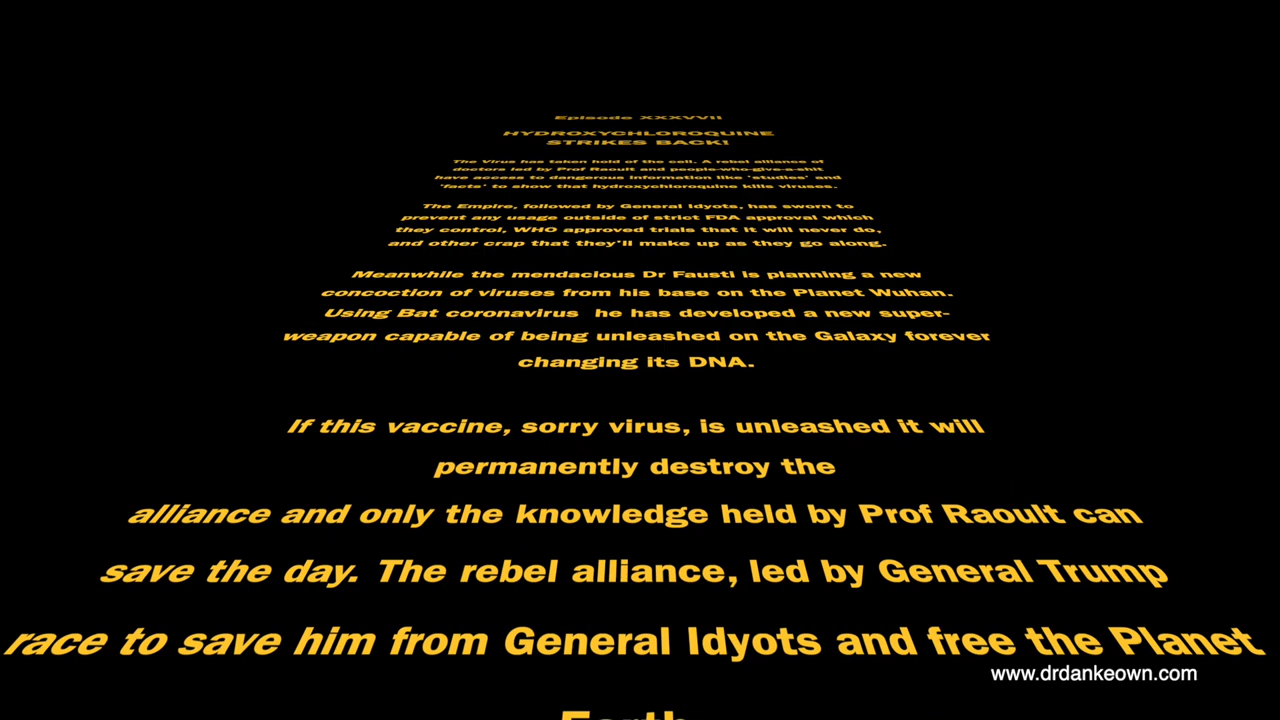 Episode XXXVVII
HYDROXYCHLOROQUINE
STRIKES BACK!
The Virus has taken hold of the cell. A rebel alliance of
doctors led by Prof Raoult and people-who-give-a-shit
have access to dangerous information like 'studies' and
'facts' to show that hydroxychloroquine kills viruses.
The Empire, followed by General Idyots, has sworn to
prevent any usage outside of strict FDA approval which
they control, WHO approved trials that it will never do,
and other crap that they'll make up as they go along.
Meanwhile the mendacious Dr Fausti is planning a new
concoction of viruses from his base on the Planet Wuhan.
Using Bat coronavirus he has developed a new super-
weapon capable of being unleashed on the Galaxy forever
changing its DNA.
If this vaccine, sorry virus, is unleashed it will
permanently destroy the
alliance and only the knowledge held by Prof Raoult can
save the day. The rebel alliance, led by General Trump
race to save him from General Idyots and free the Planet
www.drdankeown.com
Earth